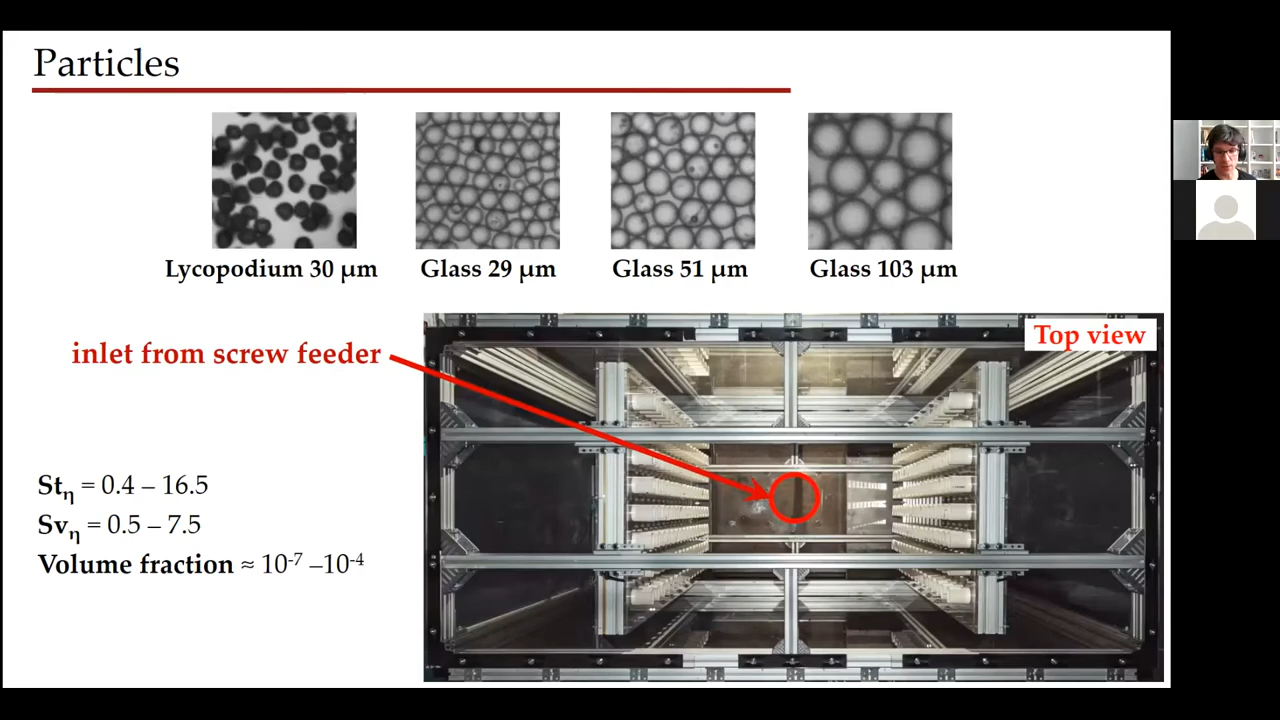 Particles
Lycopodium 30 µm
Glass 29 µm
Glass 51 µm
Glass 103 µm
Top view
inlet from screw feeder
Stη = 0.4 – 16.5
Svη = 0.5 – 7.5
Volume fraction ≈ 10-7 –10-4